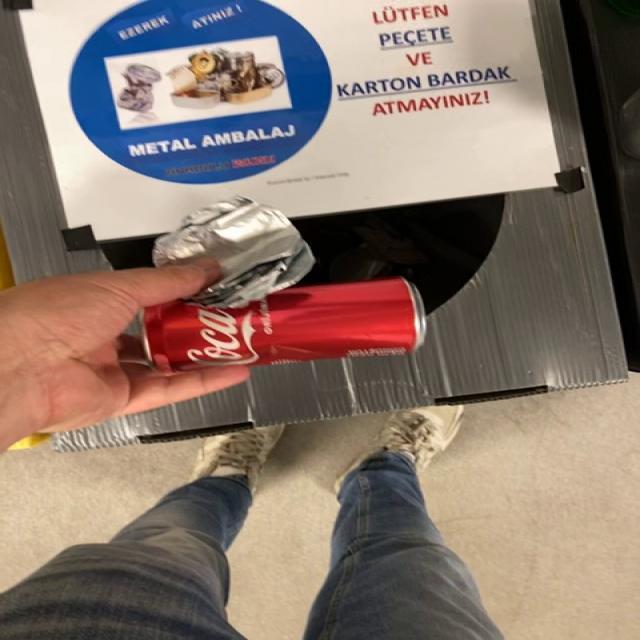 EZEREK ATINIZ !
METAL AMBALAJ
LÜTFEN
PEÇETE
VE
KARTON BARDAK
ATMAYINIZ!
Coca